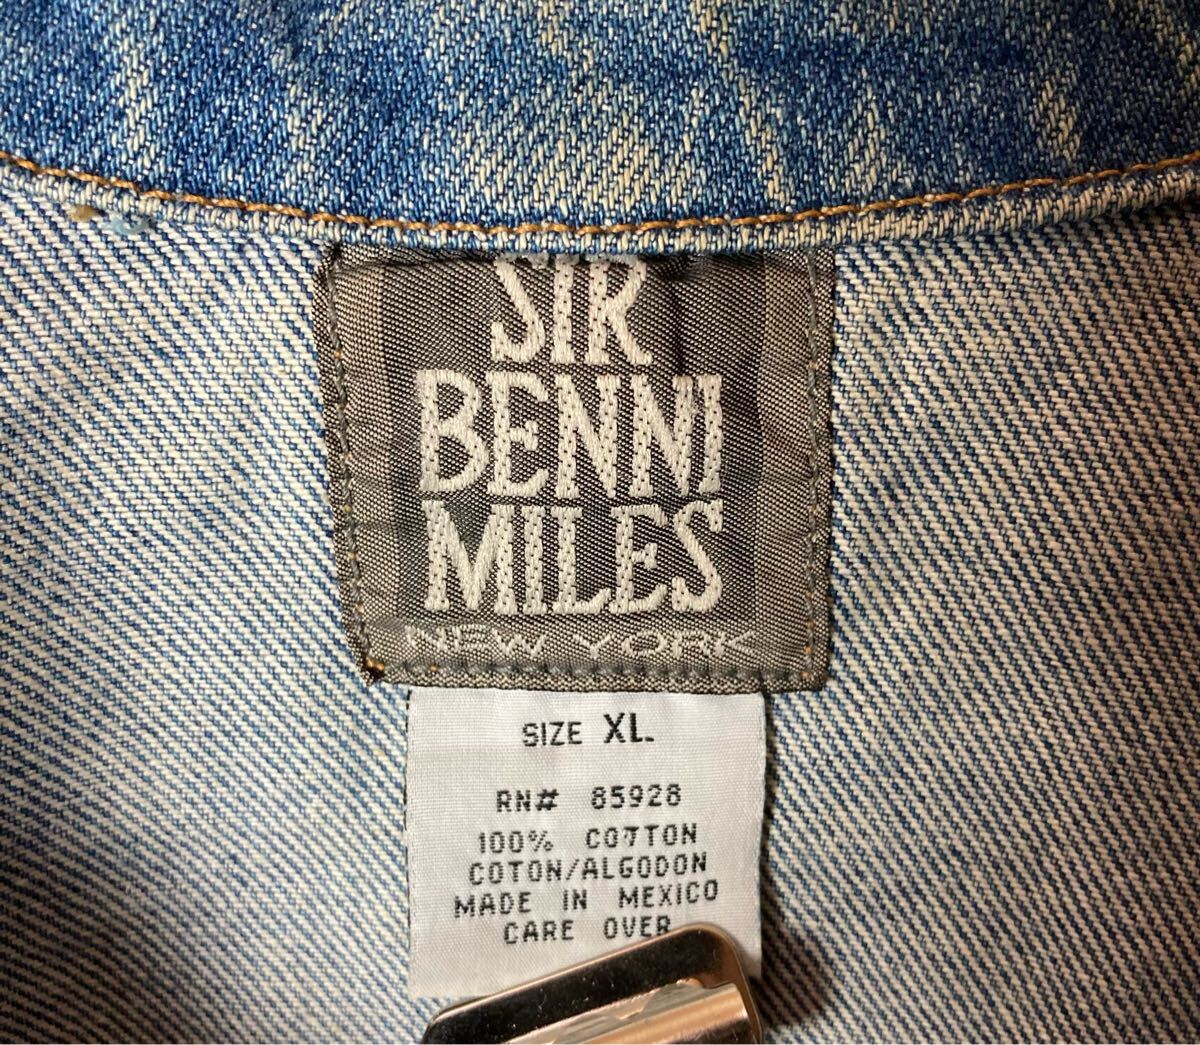 SIR
BENNI
MILES
NEW YORK
SIZE XL.
RN# 85928
100% COTTON
COTON/ALGODON
MADE IN MEXICO
CARE OVER